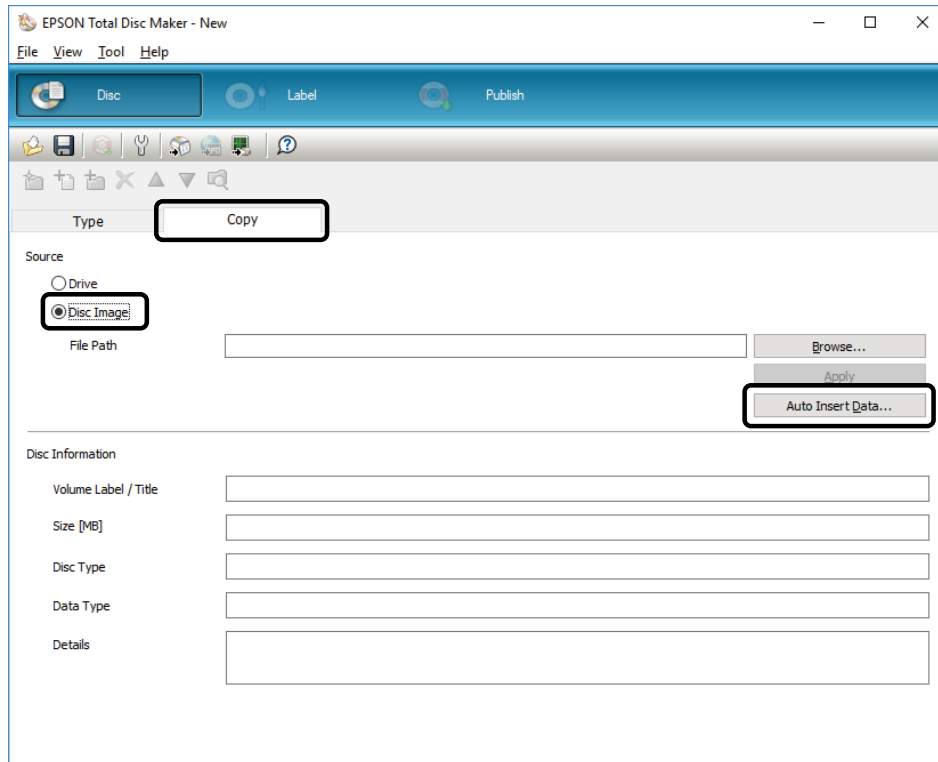 EPSON Total Disc Maker - New
File View Tool Help
Disc Label Publish
Type Copy
Source
Drive
Disc Image
File Path Browse...
Apply
Auto Insert Data...
Disc Information
Volume Label / Title
Size [MB]
Disc Type
Data Type
Details